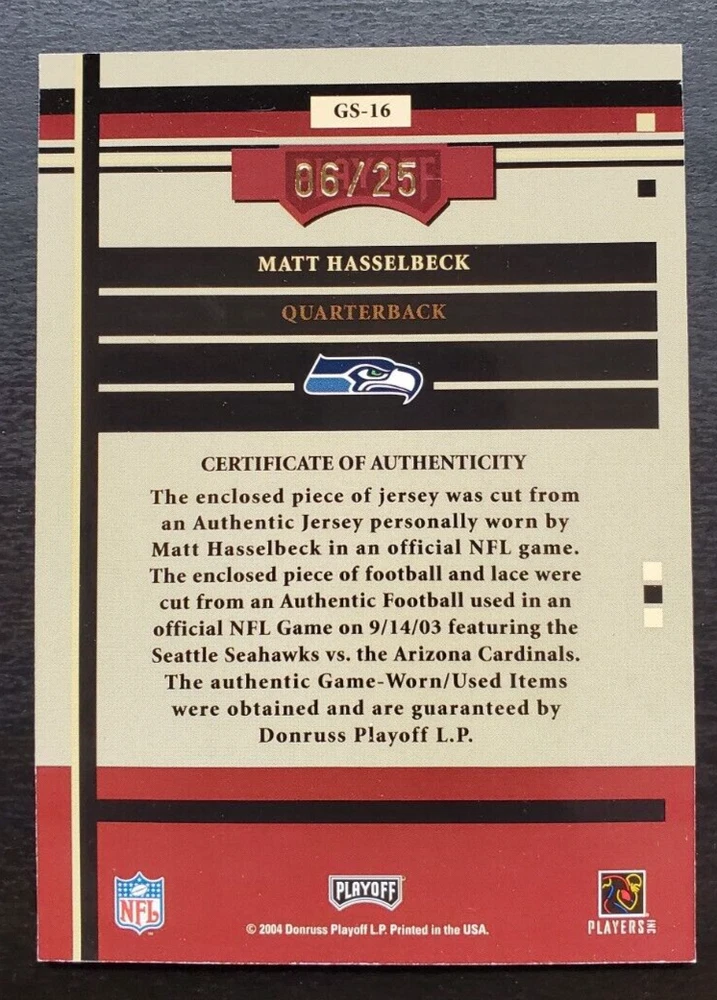 GS-16
PLAYOFF
06/25
MATT HASSELBECK
QUARTERBACK
CERTIFICATE OF AUTHENTICITY
The enclosed piece of jersey was cut from
an Authentic Jersey personally worn by
Matt Hasselbeck in an official NFL game.
The enclosed piece of football and lace were
cut from an Authentic Football used in an
official NFL Game on 9/14/03 featuring the
Seattle Seahawks vs. the Arizona Cardinals.
The authentic Game-Worn/Used Items
were obtained and are guaranteed by
Donruss Playoff L.P.
NFL
PLAYOFF
PLAYERS INC
© 2004 Donruss Playoff L.P. Printed in the USA.